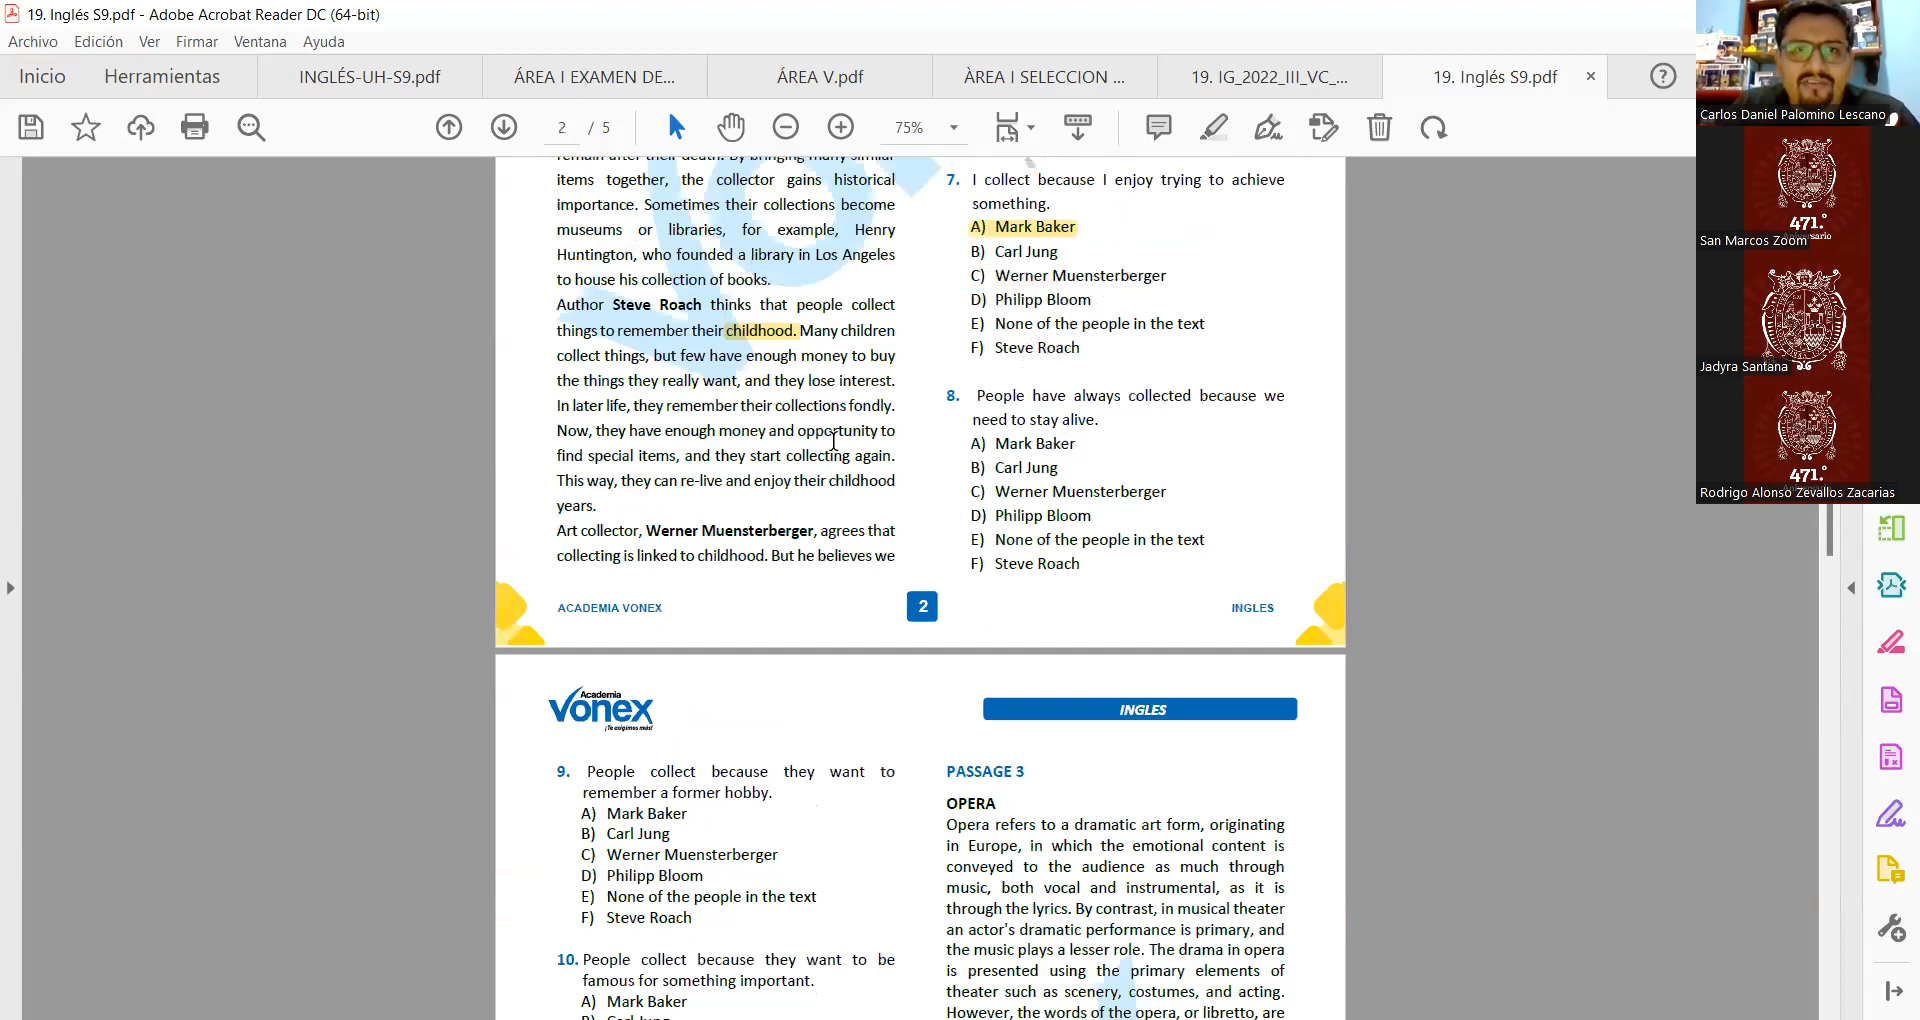 19. Inglés S9.pdf - Adobe Acrobat Reader DC (64-bit)
Archivo Edición Ver Firmar Ventana Ayuda
Inicio Herramientas INGLÉS-UH-S9.pdf ÁREA I EXAMEN DE... ÁREA V.pdf ÀREA I SELECCION ... 19. IG_2022_III_VC_... 19. Inglés S9.pdf ×
2 / 5 75%
remain after their death. By bringing many similar
items together, the collector gains historical
importance. Sometimes their collections become
museums or libraries, for example, Henry
Huntington, who founded a library in Los Angeles
to house his collection of books.
Author Steve Roach thinks that people collect
things to remember their childhood. Many children
collect things, but few have enough money to buy
the things they really want, and they lose interest.
In later life, they remember their collections fondly.
Now, they have enough money and opportunity to
find special items, and they start collecting again.
This way, they can re-live and enjoy their childhood
years.
Art collector, Werner Muensterberger, agrees that
collecting is linked to childhood. But he believes we
7. I collect because I enjoy trying to achieve
something.
A) Mark Baker
B) Carl Jung
C) Werner Muensterberger
D) Philipp Bloom
E) None of the people in the text
F) Steve Roach
8. People have always collected because we
need to stay alive.
A) Mark Baker
B) Carl Jung
C) Werner Muensterberger
D) Philipp Bloom
E) None of the people in the text
F) Steve Roach
ACADEMIA VONEX 2 INGLES
Academia
vonex
¡Te exigimos más!
INGLES
9. People collect because they want to
remember a former hobby.
A) Mark Baker
B) Carl Jung
C) Werner Muensterberger
D) Philipp Bloom
E) None of the people in the text
F) Steve Roach
10. People collect because they want to be
famous for something important.
A) Mark Baker
B) Carl Jung
PASSAGE 3
OPERA
Opera refers to a dramatic art form, originating
in Europe, in which the emotional content is
conveyed to the audience as much through
music, both vocal and instrumental, as it is
through the lyrics. By contrast, in musical theater
an actor's dramatic performance is primary, and
the music plays a lesser role. The drama in opera
is presented using the primary elements of
theater such as scenery, costumes, and acting.
However, the words of the opera, or libretto, are
Carlos Daniel Palomino Lescano
471.°
San Marcos Zoom
Jadyra Santana
471.°
Rodrigo Alonso Zevallos Zacarias